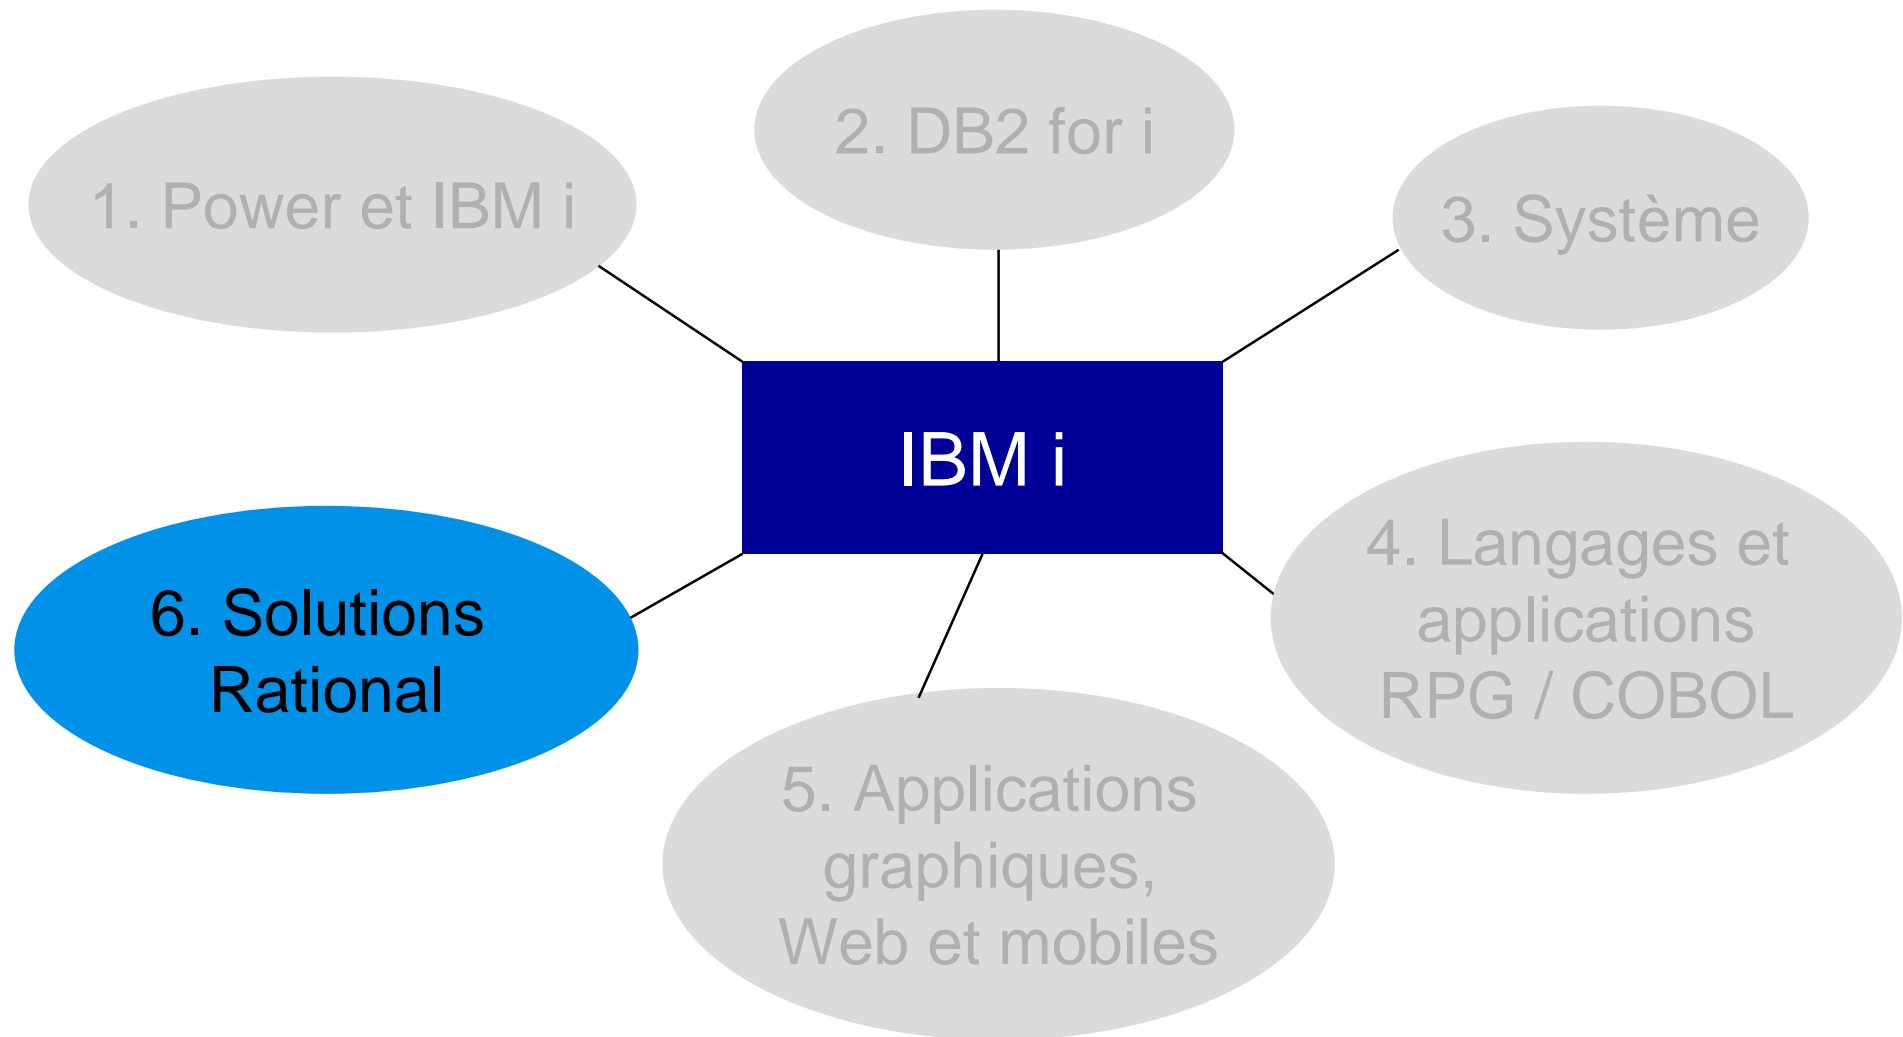 1. Power et IBM i
2. DB2 for i
3. Système
IBM i
4. Langages et
applications
RPG / COBOL
5. Applications
graphiques,
Web et mobiles
6. Solutions
Rational